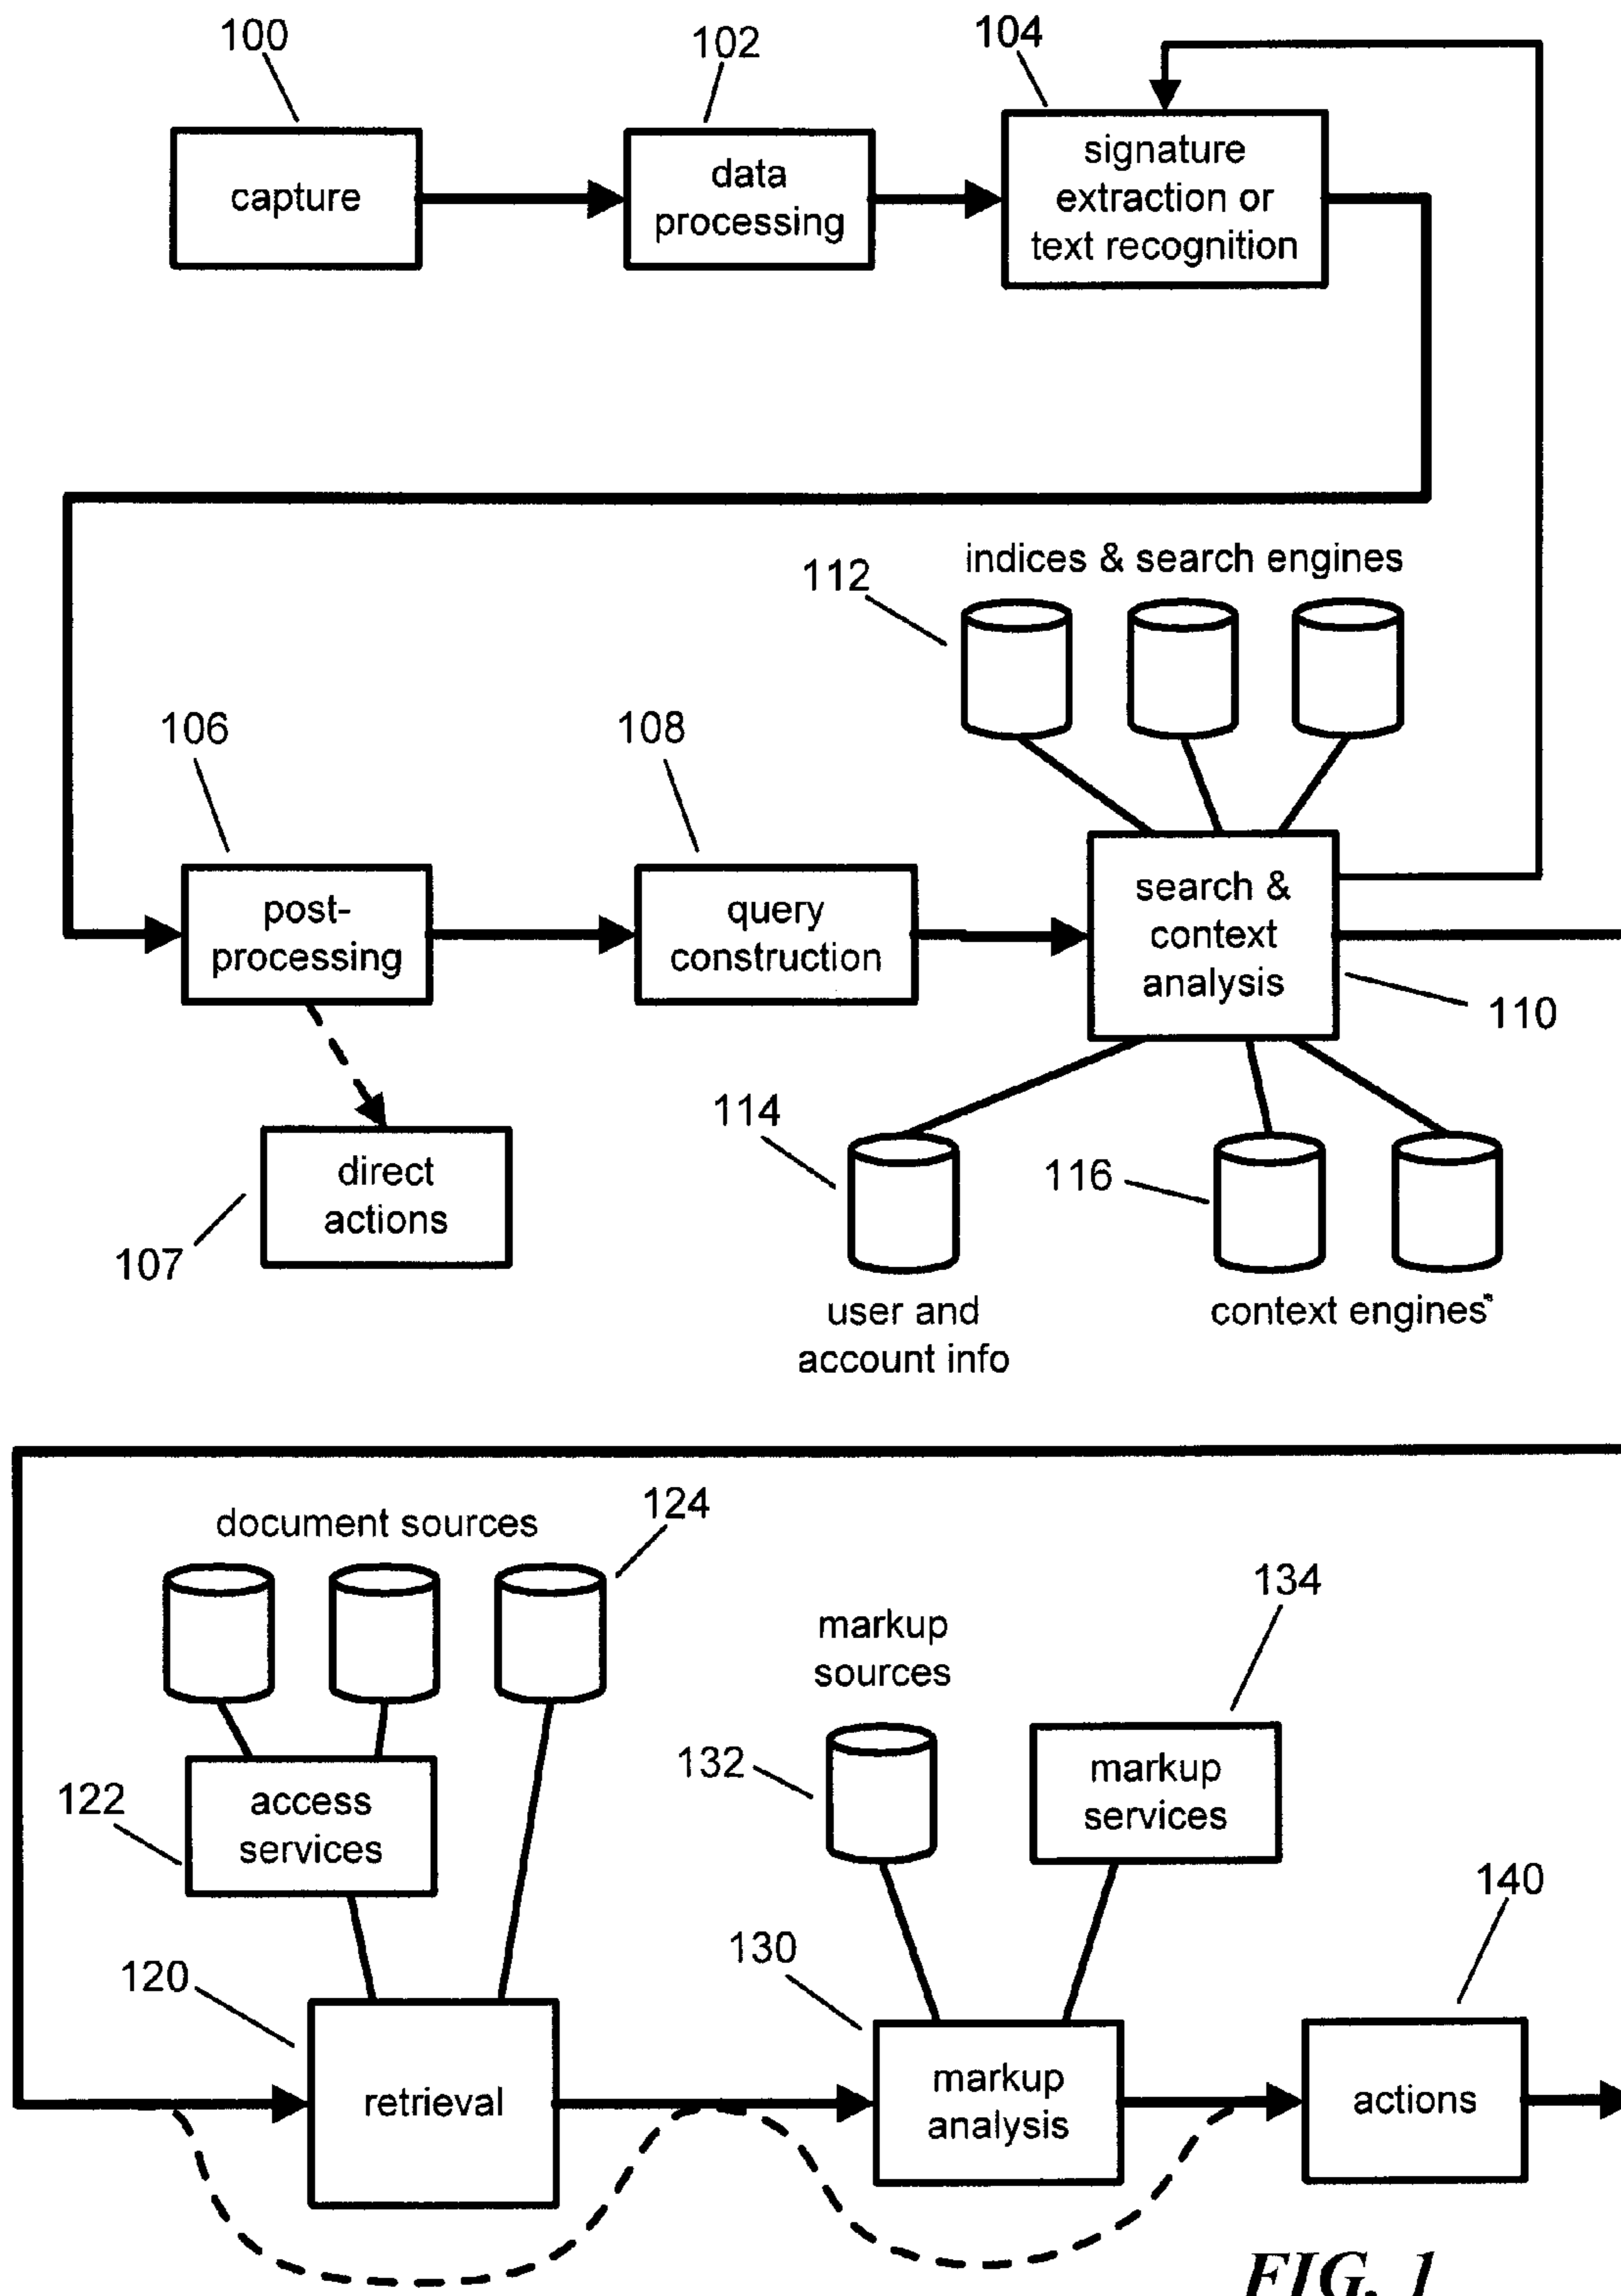 100
102
104
capture
data
processing
signature
extraction or
text recognition
indices & search engines
112
106
108
post-
processing
query
construction
search &
context
analysis
110
direct
actions
107
114
116
user and
account info
context engines
document sources
124
134
markup
sources
132
markup
services
122
access
services
140
130
120
retrieval
markup
analysis
actions
FIG. 1